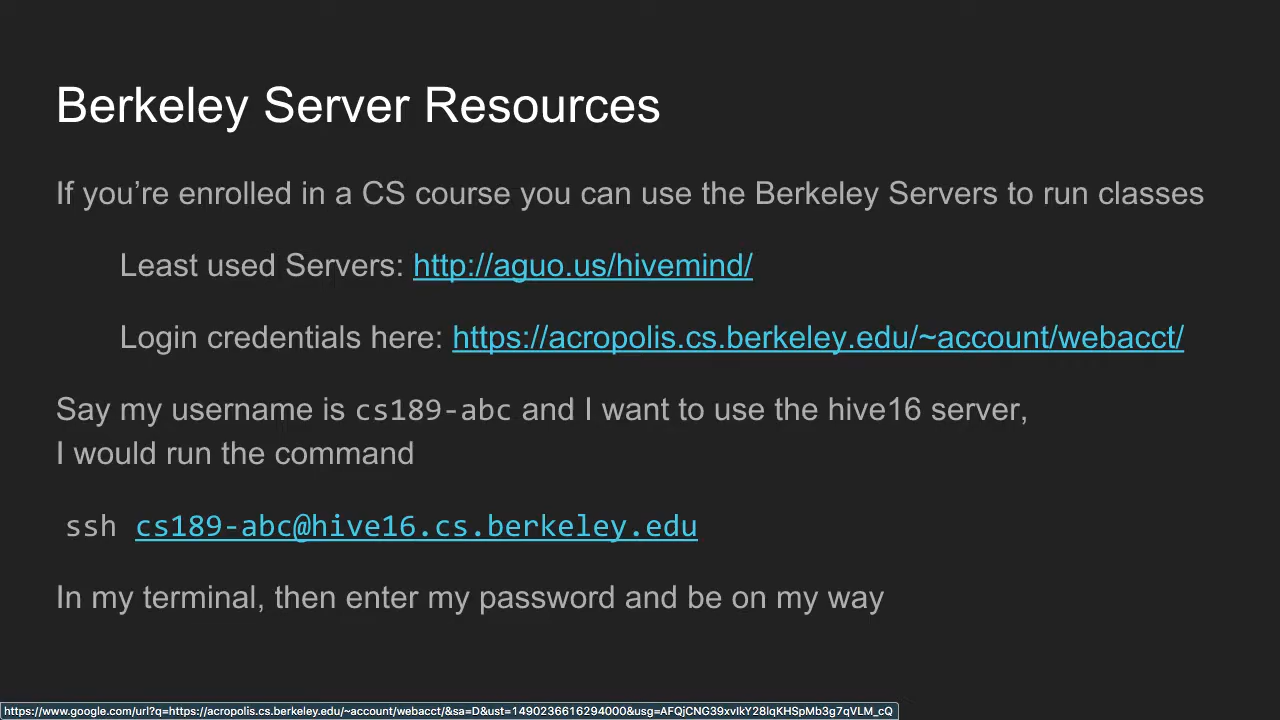 Berkeley Server Resources
If you’re enrolled in a CS course you can use the Berkeley Servers to run classes
Least used Servers: http://aguo.us/hivemind/
Login credentials here: https://acropolis.cs.berkeley.edu/~account/webacct/
Say my username is cs189-abc and I want to use the hive16 server,
I would run the command
ssh cs189-abc@hive16.cs.berkeley.edu
In my terminal, then enter my password and be on my way
https://www.google.com/url?q=https://acropolis.cs.berkeley.edu/~account/webacct/&sa=D&ust=1490236616294000&usg=AFQjCNG39xvIkY28lqKHSpMb3g7qVLM_cQ